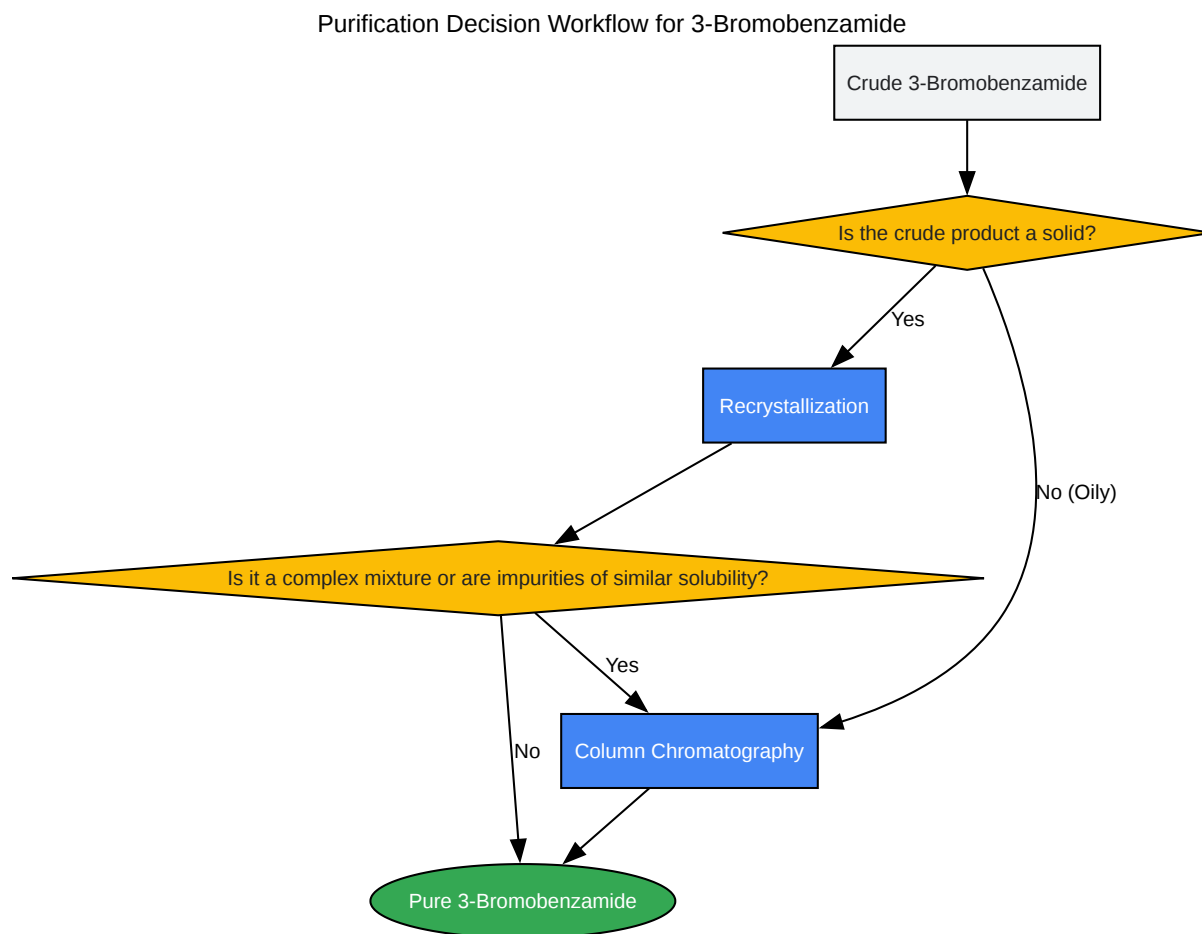 Purification Decision Workflow for 3-Bromobenzamide
Crude 3-Bromobenzamide
Is the crude product a solid?
Yes
Recrystallization
No (Oily)
Is it a complex mixture or are impurities of similar solubility?
Yes
Column Chromatography
No
Pure 3-Bromobenzamide